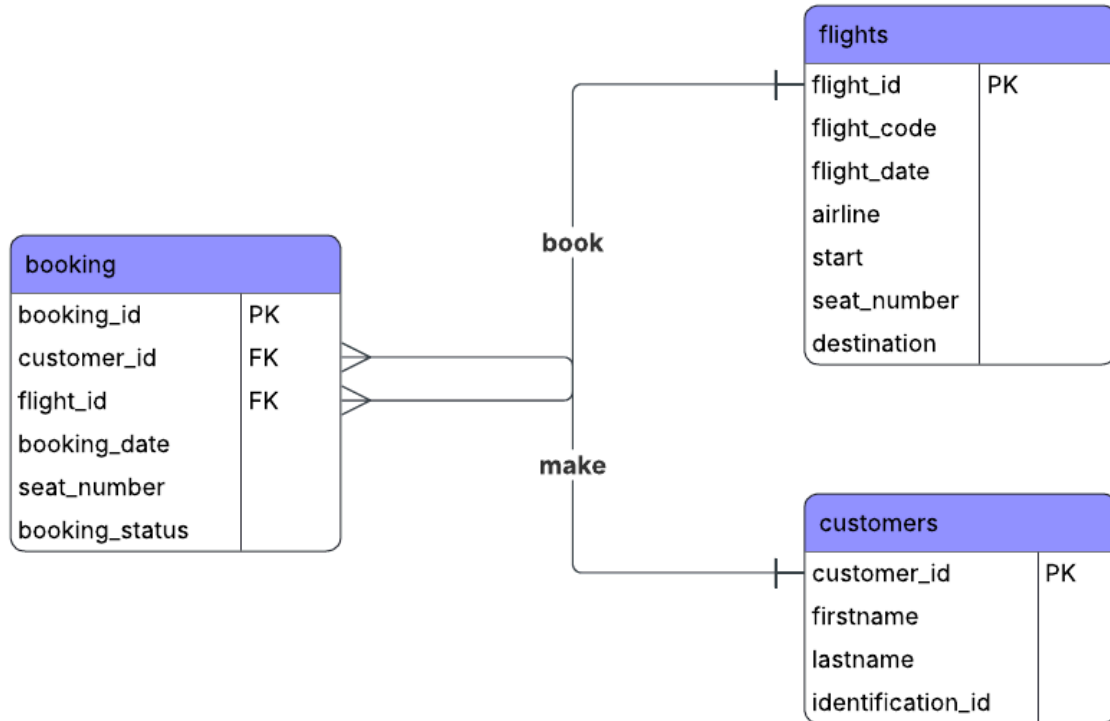 flights
flight_id PK
flight_code
flight_date
airline
start
seat_number
destination
book
booking
booking_id PK
customer_id FK
flight_id FK
booking_date
seat_number
booking_status
make
customers
customer_id PK
firstname
lastname
identification_id